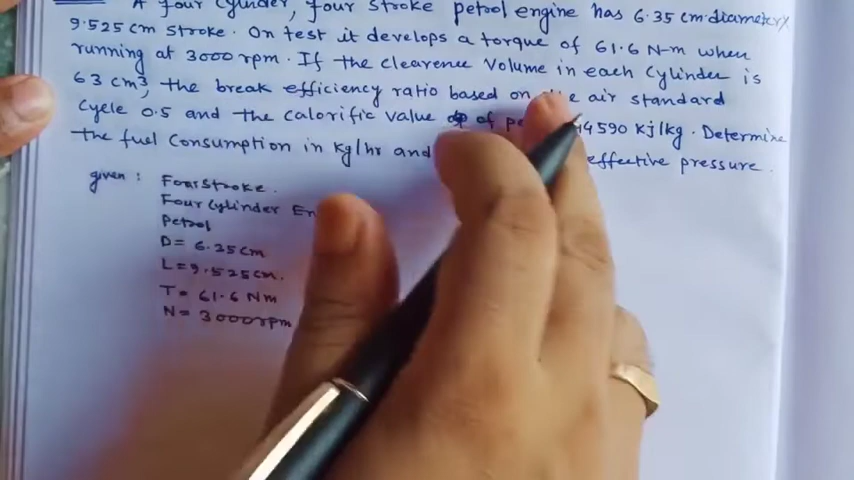 A four cylinder, four stroke petrol engine has 6.35 cm diameter x
9.525 cm stroke. On test it develops a torque of 61.6 N-m when
running at 3000 rpm. If the clearence volume in each cylinder is
63 cm³, the break efficiency ratio based on the air standard
cycle 0.5 and the calorific value of of 44590 kj/kg. Determine
the fuel consumption in kg/hr and effective pressure.
given : Four Stroke.
Four Cylinder
Petrol
D = 6.35 cm
L = 9.525 cm.
T = 61.6 Nm
N = 3000 rpm